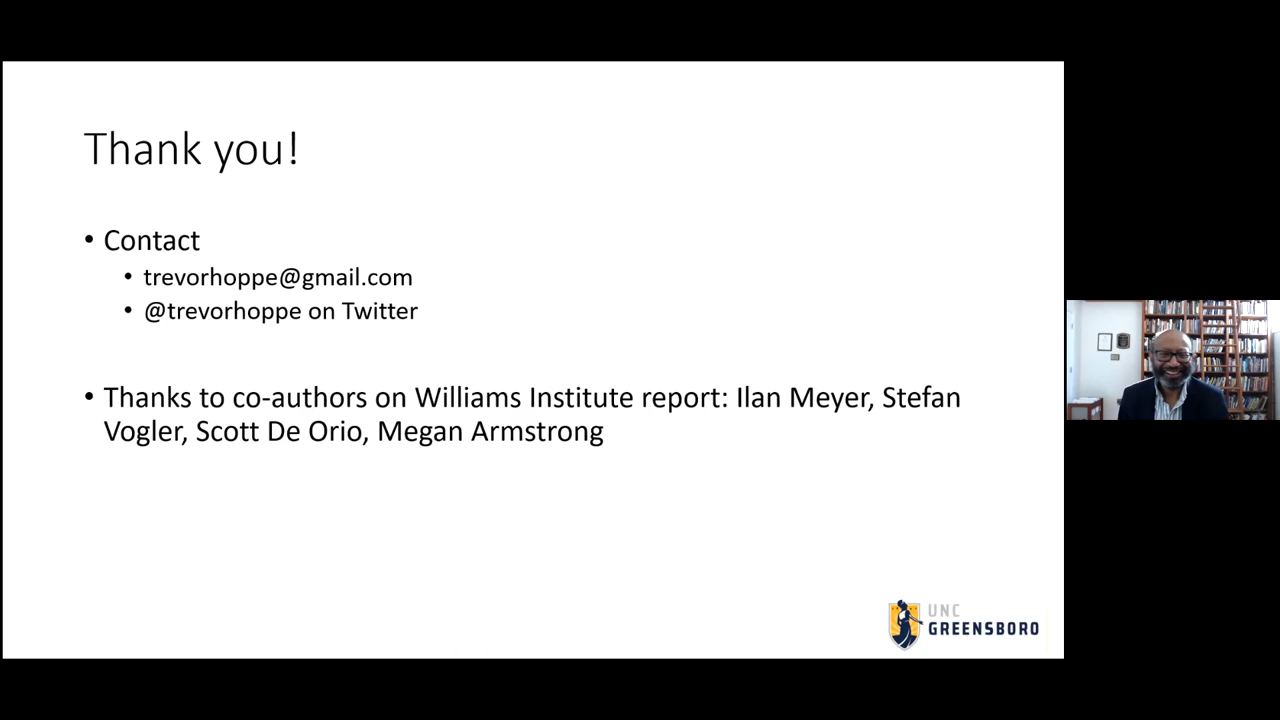 Thank you!
• Contact
• trevorhoppe@gmail.com
• @trevorhoppe on Twitter
• Thanks to co-authors on Williams Institute report: Ilan Meyer, Stefan
Vogler, Scott De Orio, Megan Armstrong
UNC
GREENSBORO